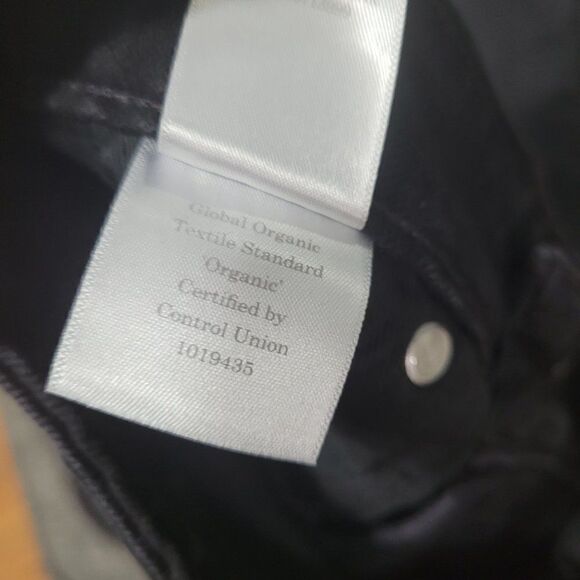 Global Organic
Textile Standard
'Organic'
Certified by
Control Union
1019435